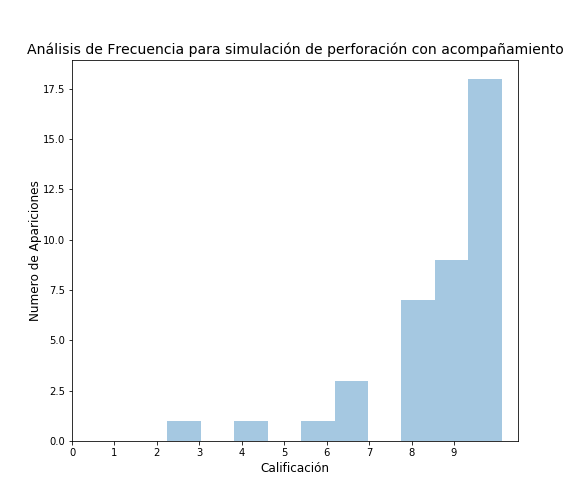 Análisis de Frecuencia para simulación de perforación con acompañamiento
17.5
15.0
12.5
10.0
7.5
5.0
2.5
0.0
Numero de Apariciones
0 1 2 3 4 5 6 7 8 9
Calificación